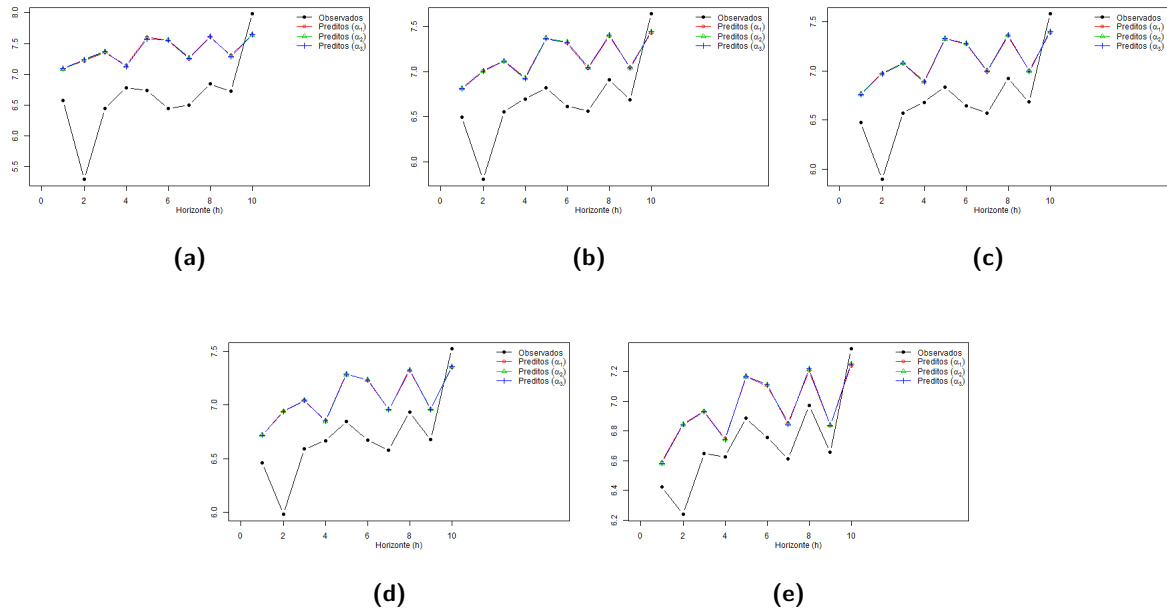 8.0
7.5
7.0
6.5
6.0
5.5
0 2 4 6 8 10
Horizonte (h)
Observados
Preditos (α₁)
Preditos (α₂)
Preditos (α₃)
(a)
7.5
7.0
6.5
6.0
0 2 4 6 8 10
Horizonte (h)
Observados
Preditos (α₁)
Preditos (α₂)
Preditos (α₃)
(b)
7.5
7.0
6.5
6.0
0 2 4 6 8 10
Horizonte (h)
Observados
Preditos (α₁)
Preditos (α₂)
Preditos (α₃)
(c)
7.5
7.0
6.5
6.0
0 2 4 6 8 10
Horizonte (h)
Observados
Preditos (α₁)
Preditos (α₂)
Preditos (α₃)
(d)
7.2
7.0
6.8
6.6
6.4
6.2
0 2 4 6 8 10
Horizonte (h)
Observados
Preditos (α₁)
Preditos (α₂)
Preditos (α₃)
(e)